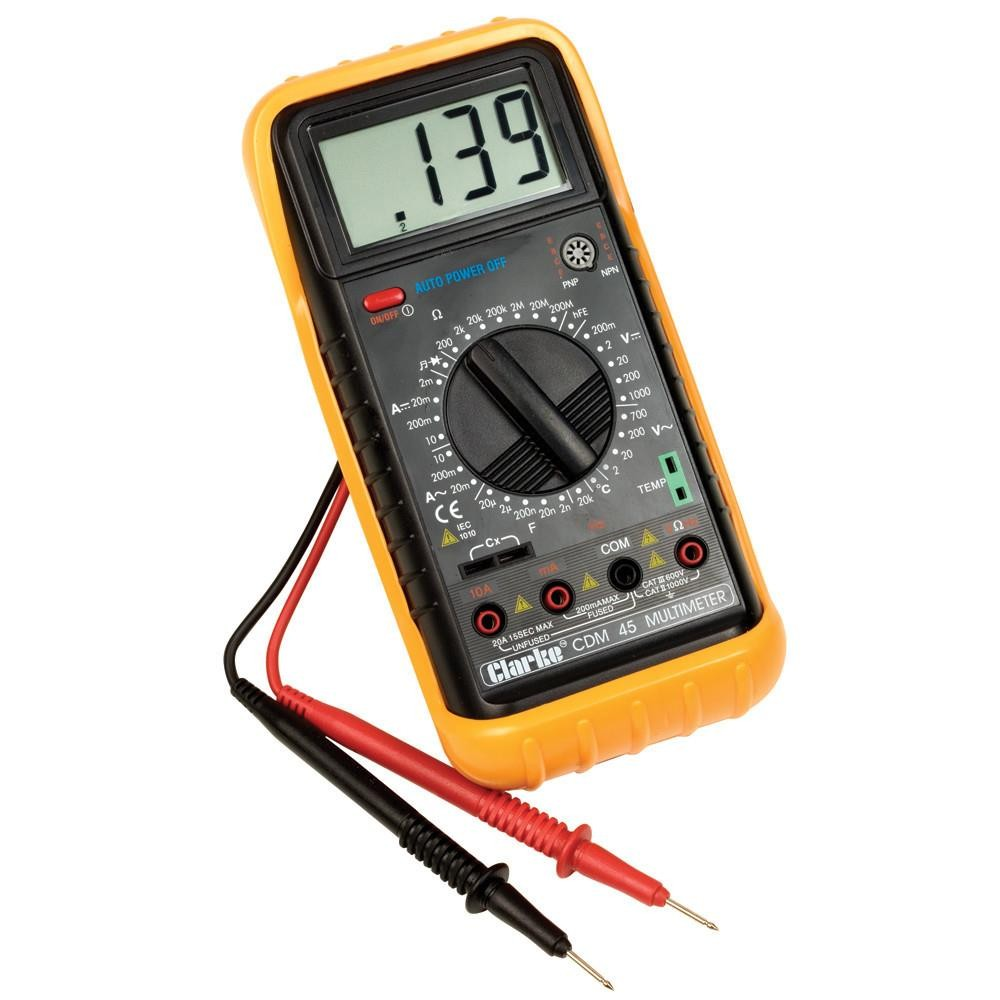 .139
2
AUTO POWER OFF
ON/OFF
PNP
NPN
Ω
200
2k
20k
200k
2M
20M
200M
hFE
200m
2
20
200
1000
V
700
200
20
2
V~
°C
20k
2n
20n
200n
2µ
20µ
F
A~
20m
200m
10
10
200m
20m
2m
A
TEMP
CE
IEC
1010
Cx
10A
mA
COM
Ω
20A 15SEC MAX
UNFUSED
200mA MAX
FUSED
CAT III 600V
CAT II 1000V
Clarke
CDM 45 MULTIMETER